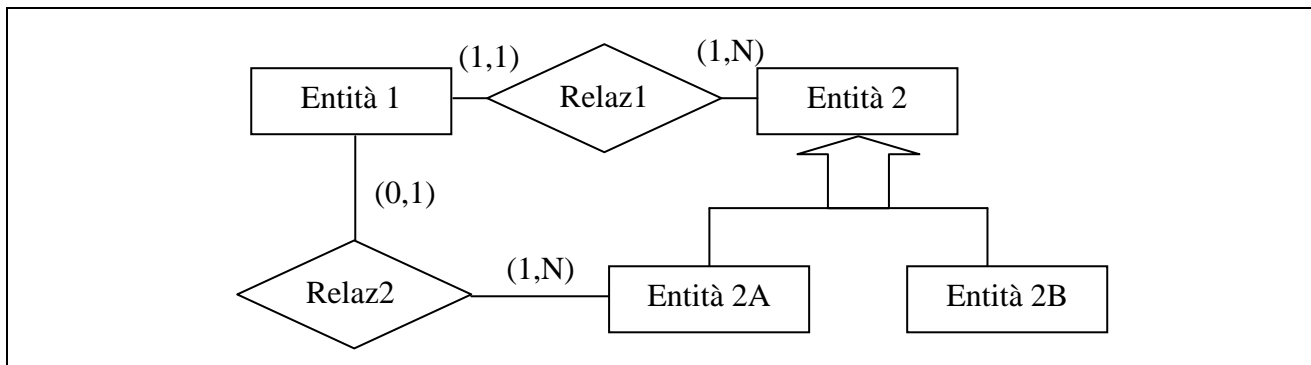 (1,1)
(1,N)
Entità 1
Relaz1
Entità 2
(0,1)
(1,N)
Relaz2
Entità 2A
Entità 2B